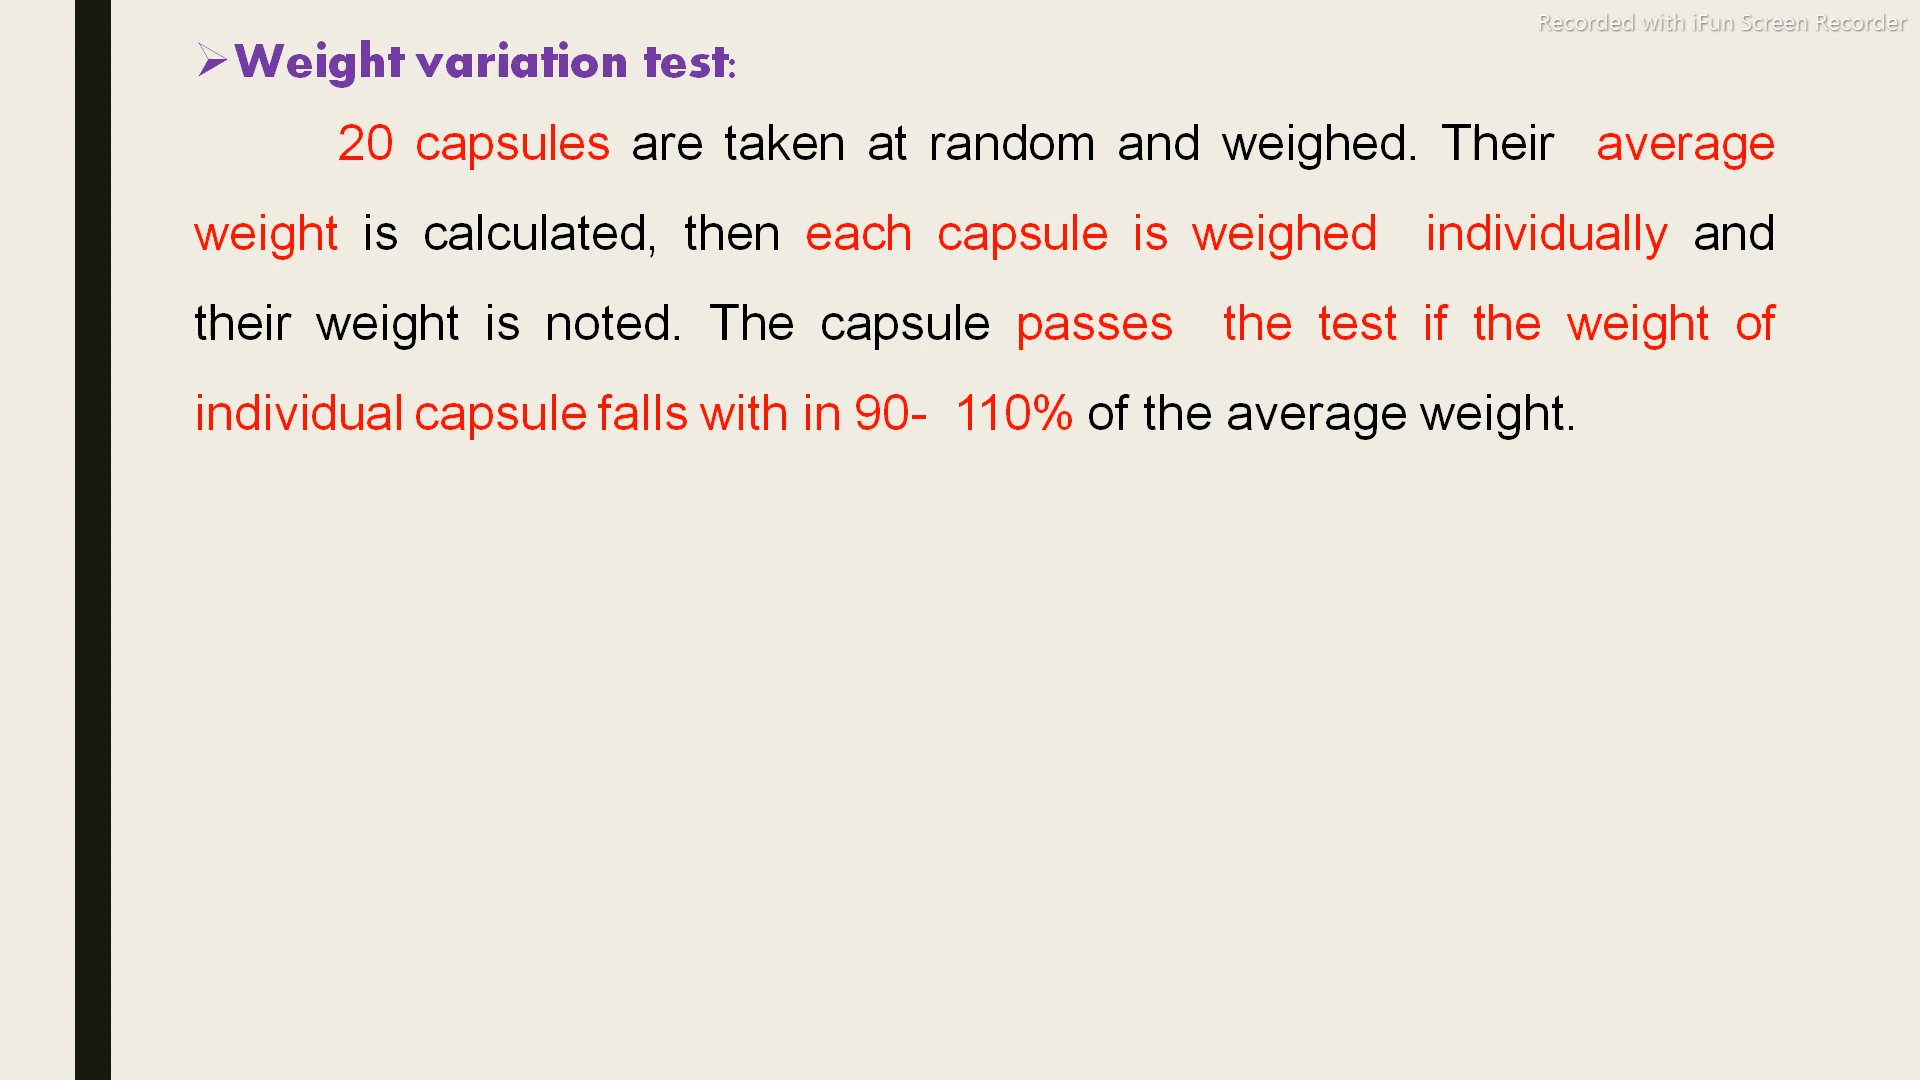 Recorded with iFun Screen Recorder
➢Weight variation test:
20 capsules are taken at random and weighed. Their average
weight is calculated, then each capsule is weighed individually and
their weight is noted. The capsule passes the test if the weight of
individual capsule falls with in 90- 110% of the average weight.